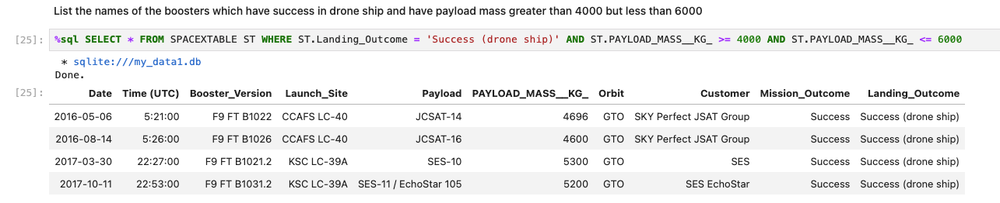 List the names of the boosters which have success in drone ship and have payload mass greater than 4000 but less than 6000
[25]: %sql SELECT * FROM SPACEXTABLE ST WHERE ST.Landing_Outcome = 'Success (drone ship)' AND ST.PAYLOAD_MASS__KG_ >= 4000 AND ST.PAYLOAD_MASS__KG_ <= 6000
* sqlite:///my_data1.db
Done.
[25]: Date Time (UTC) Booster_Version Launch_Site Payload PAYLOAD_MASS__KG_ Orbit Customer Mission_Outcome Landing_Outcome
2016-05-06 5:21:00 F9 FT B1022 CCAFS LC-40 JCSAT-14 4696 GTO SKY Perfect JSAT Group Success Success (drone ship)
2016-08-14 5:26:00 F9 FT B1026 CCAFS LC-40 JCSAT-16 4600 GTO SKY Perfect JSAT Group Success Success (drone ship)
2017-03-30 22:27:00 F9 FT B1021.2 KSC LC-39A SES-10 5300 GTO SES Success Success (drone ship)
2017-10-11 22:53:00 F9 FT B1031.2 KSC LC-39A SES-11 / EchoStar 105 5200 GTO SES EchoStar Success Success (drone ship)